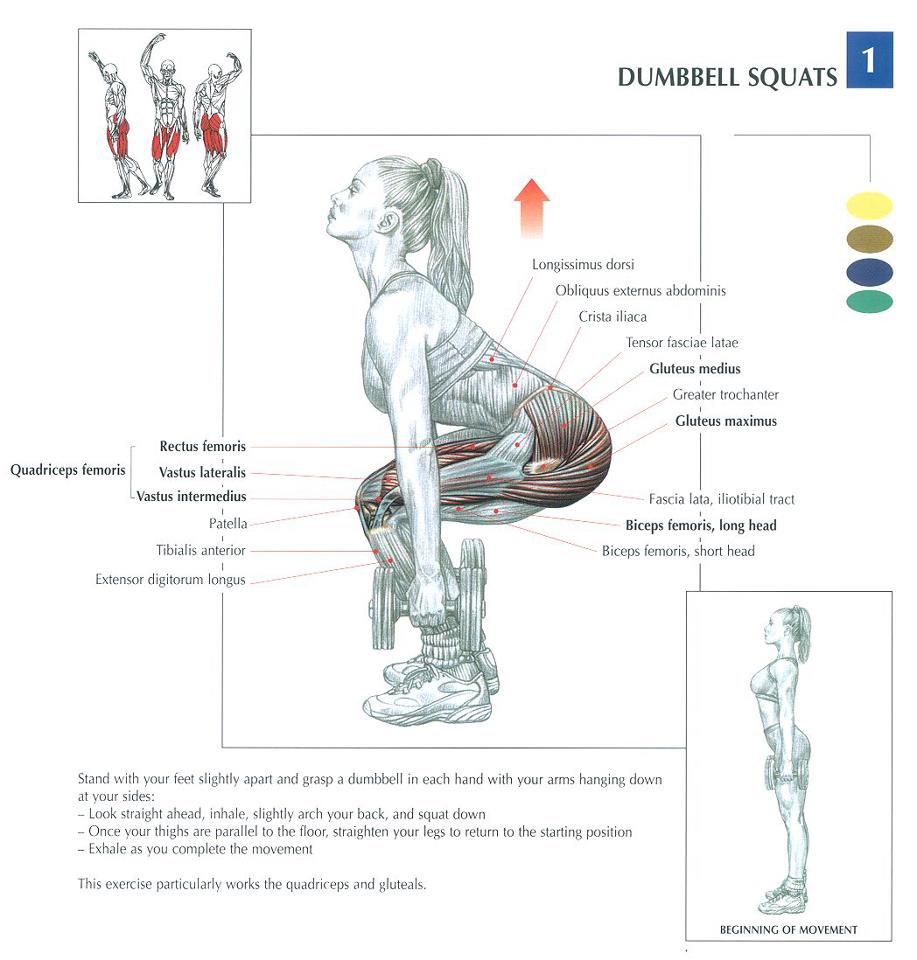 DUMBBELL SQUATS
1
Longissimus dorsi
Obliquus externus abdominis
Crista iliaca
Tensor fasciae latae
Gluteus medius
Greater trochanter
Gluteus maximus
Rectus femoris
Quadriceps femoris
Vastus lateralis
Vastus intermedius
Patella
Tibialis anterior
Extensor digitorum longus
Fascia lata, iliotibial tract
Biceps femoris, long head
Biceps femoris, short head
Stand with your feet slightly apart and grasp a dumbbell in each hand with your arms hanging down
at your sides:
– Look straight ahead, inhale, slightly arch your back, and squat down
– Once your thighs are parallel to the floor, straighten your legs to return to the starting position
– Exhale as you complete the movement
This exercise particularly works the quadriceps and gluteals.
BEGINNING OF MOVEMENT